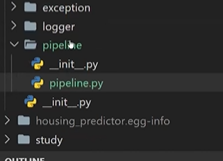 exception
logger
pipeline
__init__.py
pipeline.py
__init__.py
housing_predictor.egg-info
study
OUTLINE